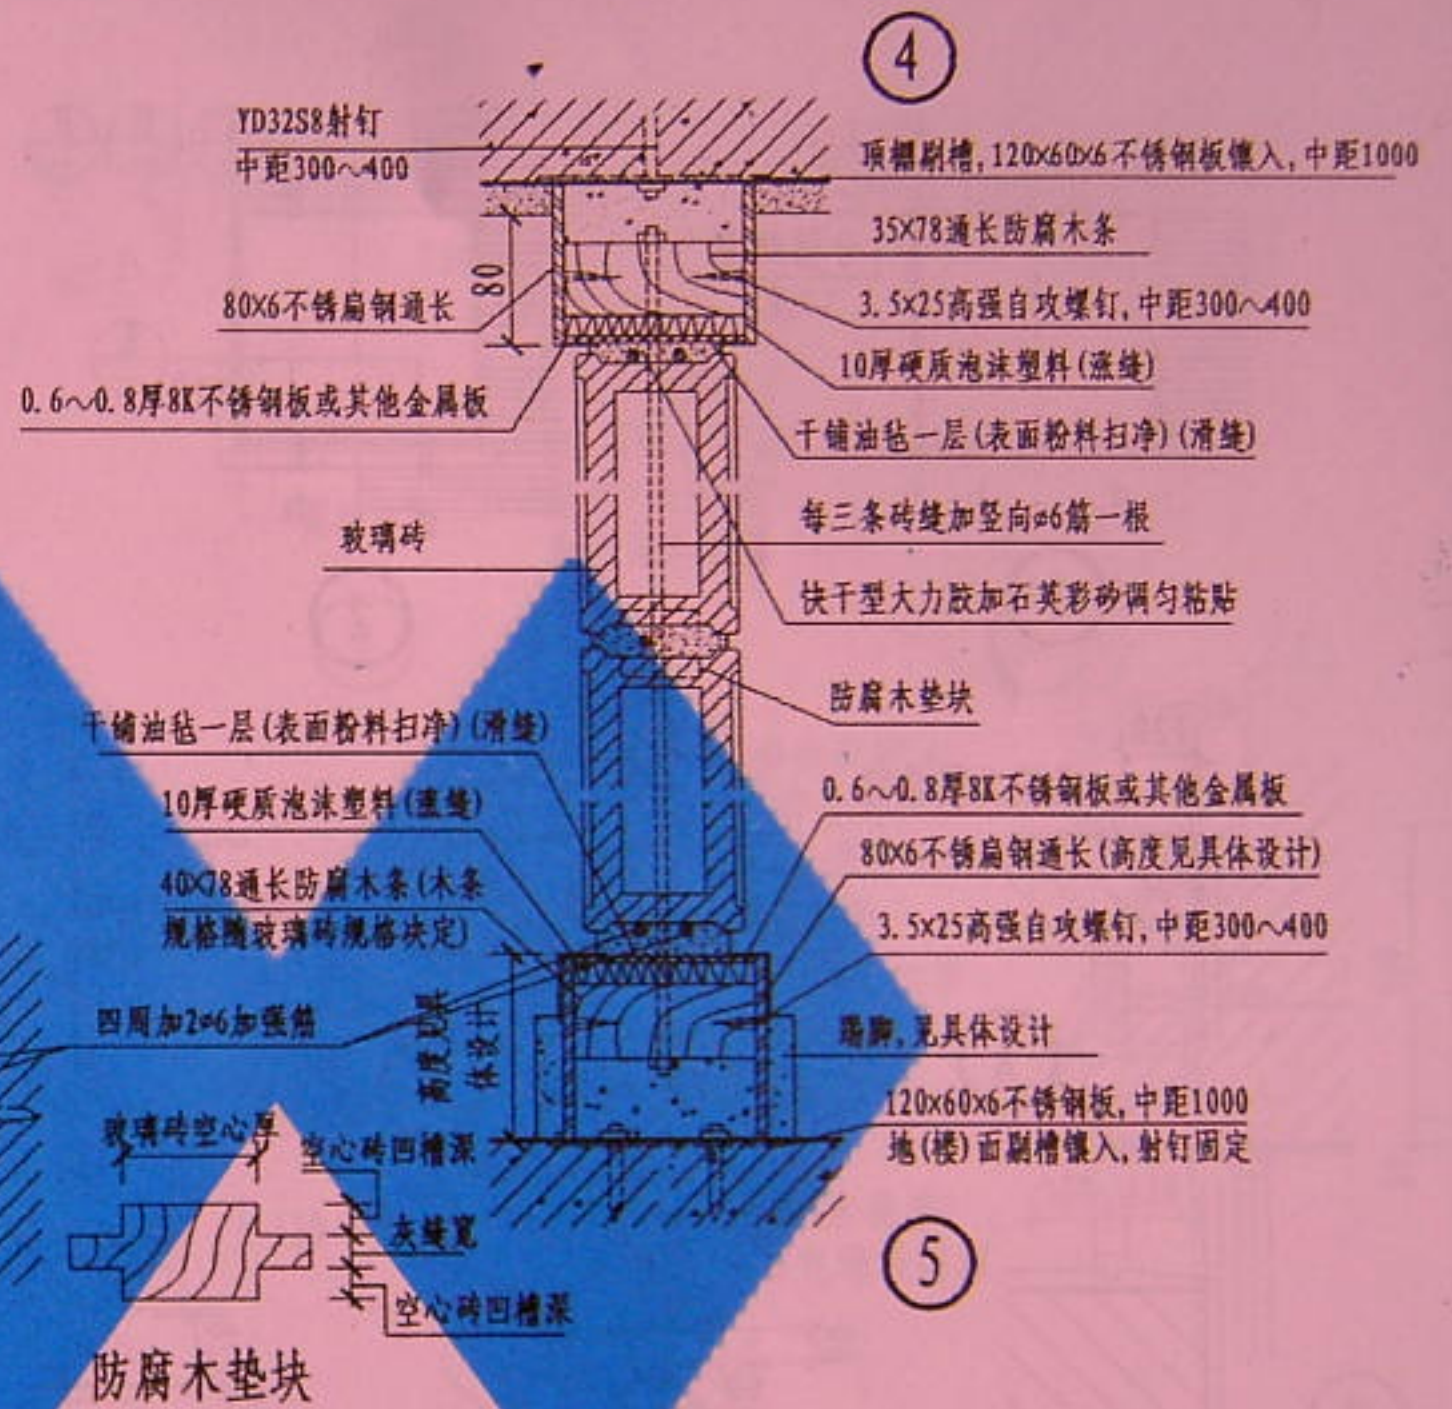 4
YD32S8射钉
中距300~400
顶棚剔槽,120x60x6不锈钢板镶入,中距1000
35X78通长防腐木条
80
80X6不锈扁钢通长
3.5x25高强自攻螺钉,中距300~400
10厚硬质泡沫塑料(涨缝)
0.6~0.8厚8K不锈钢板或其他金属板
干铺油毡一层(表面粉料扫净)(滑缝)
每三条砖缝加竖向ø6筋一根
玻璃砖
快干型大力胶加石英彩砂调匀粘贴
防腐木垫块
干铺油毡一层(表面粉料扫净)(滑缝)
10厚硬质泡沫塑料(涨缝)
0.6~0.8厚8K不锈钢板或其他金属板
80X6不锈扁钢通长(高度见具体设计)
40X78通长防腐木条(木条
规格随玻璃砖规格决定)
3.5x25高强自攻螺钉,中距300~400
四周加2ø6加强筋
高度见具
体设计
踢脚,见具体设计
120x60x6不锈钢板,中距1000
地(楼)面剔槽镶入,射钉固定
玻璃砖空心厚
空心砖凹槽深
灰缝宽
空心砖凹槽深
5
防腐木垫块